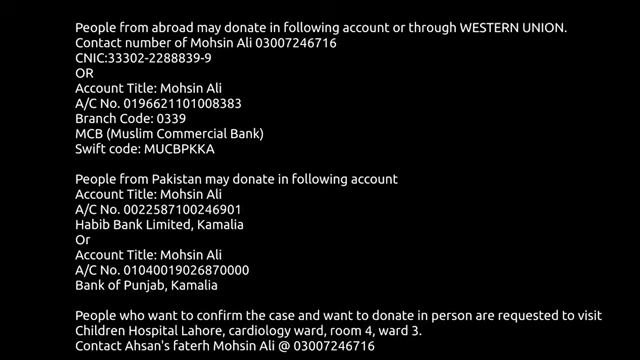 People from abroad may donate in following account or through WESTERN UNION.
Contact number of Mohsin Ali 03007246716
CNIC:33302-2288839-9
OR
Account Title: Mohsin Ali
A/C No. 0196621101008383
Branch Code: 0339
MCB (Muslim Commercial Bank)
Swift code: MUCBPKKA
People from Pakistan may donate in following account
Account Title: Mohsin Ali
A/C No. 0022587100246901
Habib Bank Limited, Kamalia
Or
Account Title: Mohsin Ali
A/C No. 01040019026870000
Bank of Punjab, Kamalia
People who want to confirm the case and want to donate in person are requested to visit
Children Hospital Lahore, cardiology ward, room 4, ward 3.
Contact Ahsan's faterh Mohsin Ali @ 03007246716